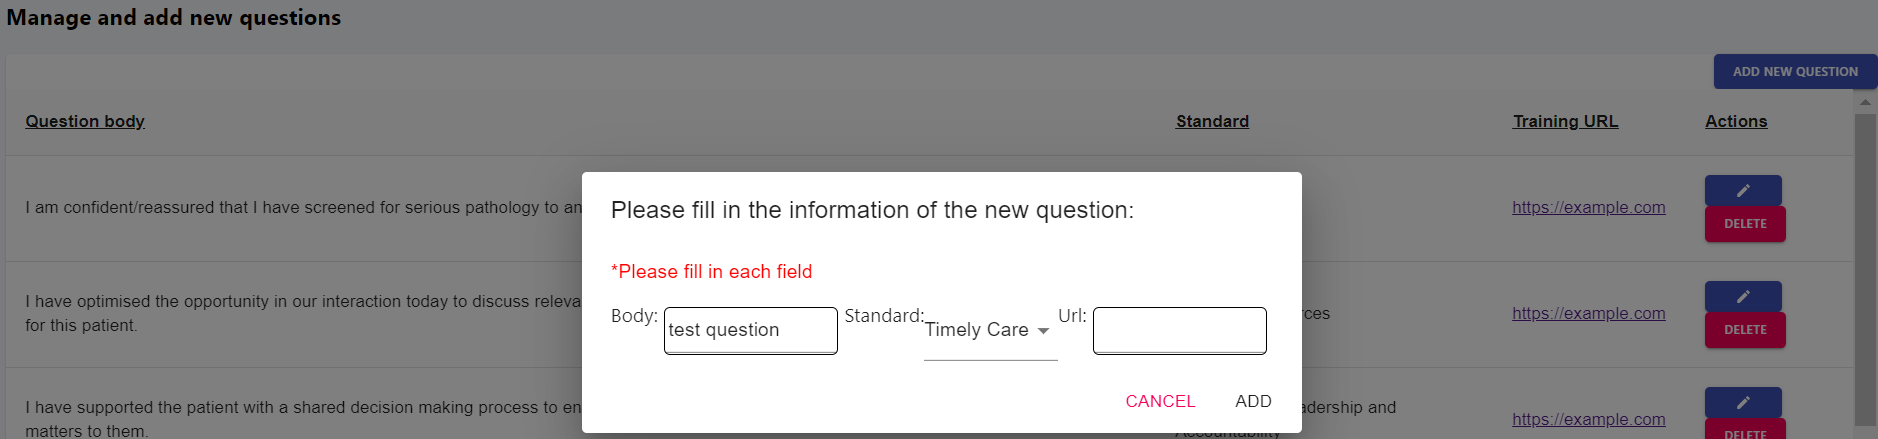 Manage and add new questions
ADD NEW QUESTION
Question body Standard Training URL Actions
I am confident/reassured that I have screened for serious pathology to an
https://example.com
DELETE
I have optimised the opportunity in our interaction today to discuss releva
for this patient.
rces
https://example.com
DELETE
I have supported the patient with a shared decision making process to en
matters to them.
adership and
Accountability
https://example.com
DELETE
Please fill in the information of the new question:
*Please fill in each field
Body: test question Standard: Timely Care Url:
CANCEL ADD